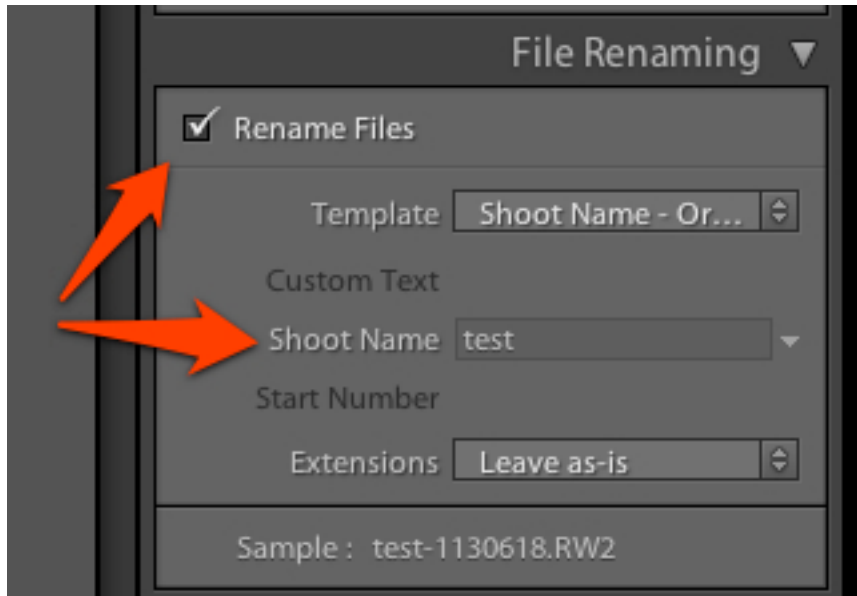 File Renaming
Rename Files
Template Shoot Name - Or...
Custom Text
Shoot Name test
Start Number
Extensions Leave as-is
Sample : test-1130618.RW2